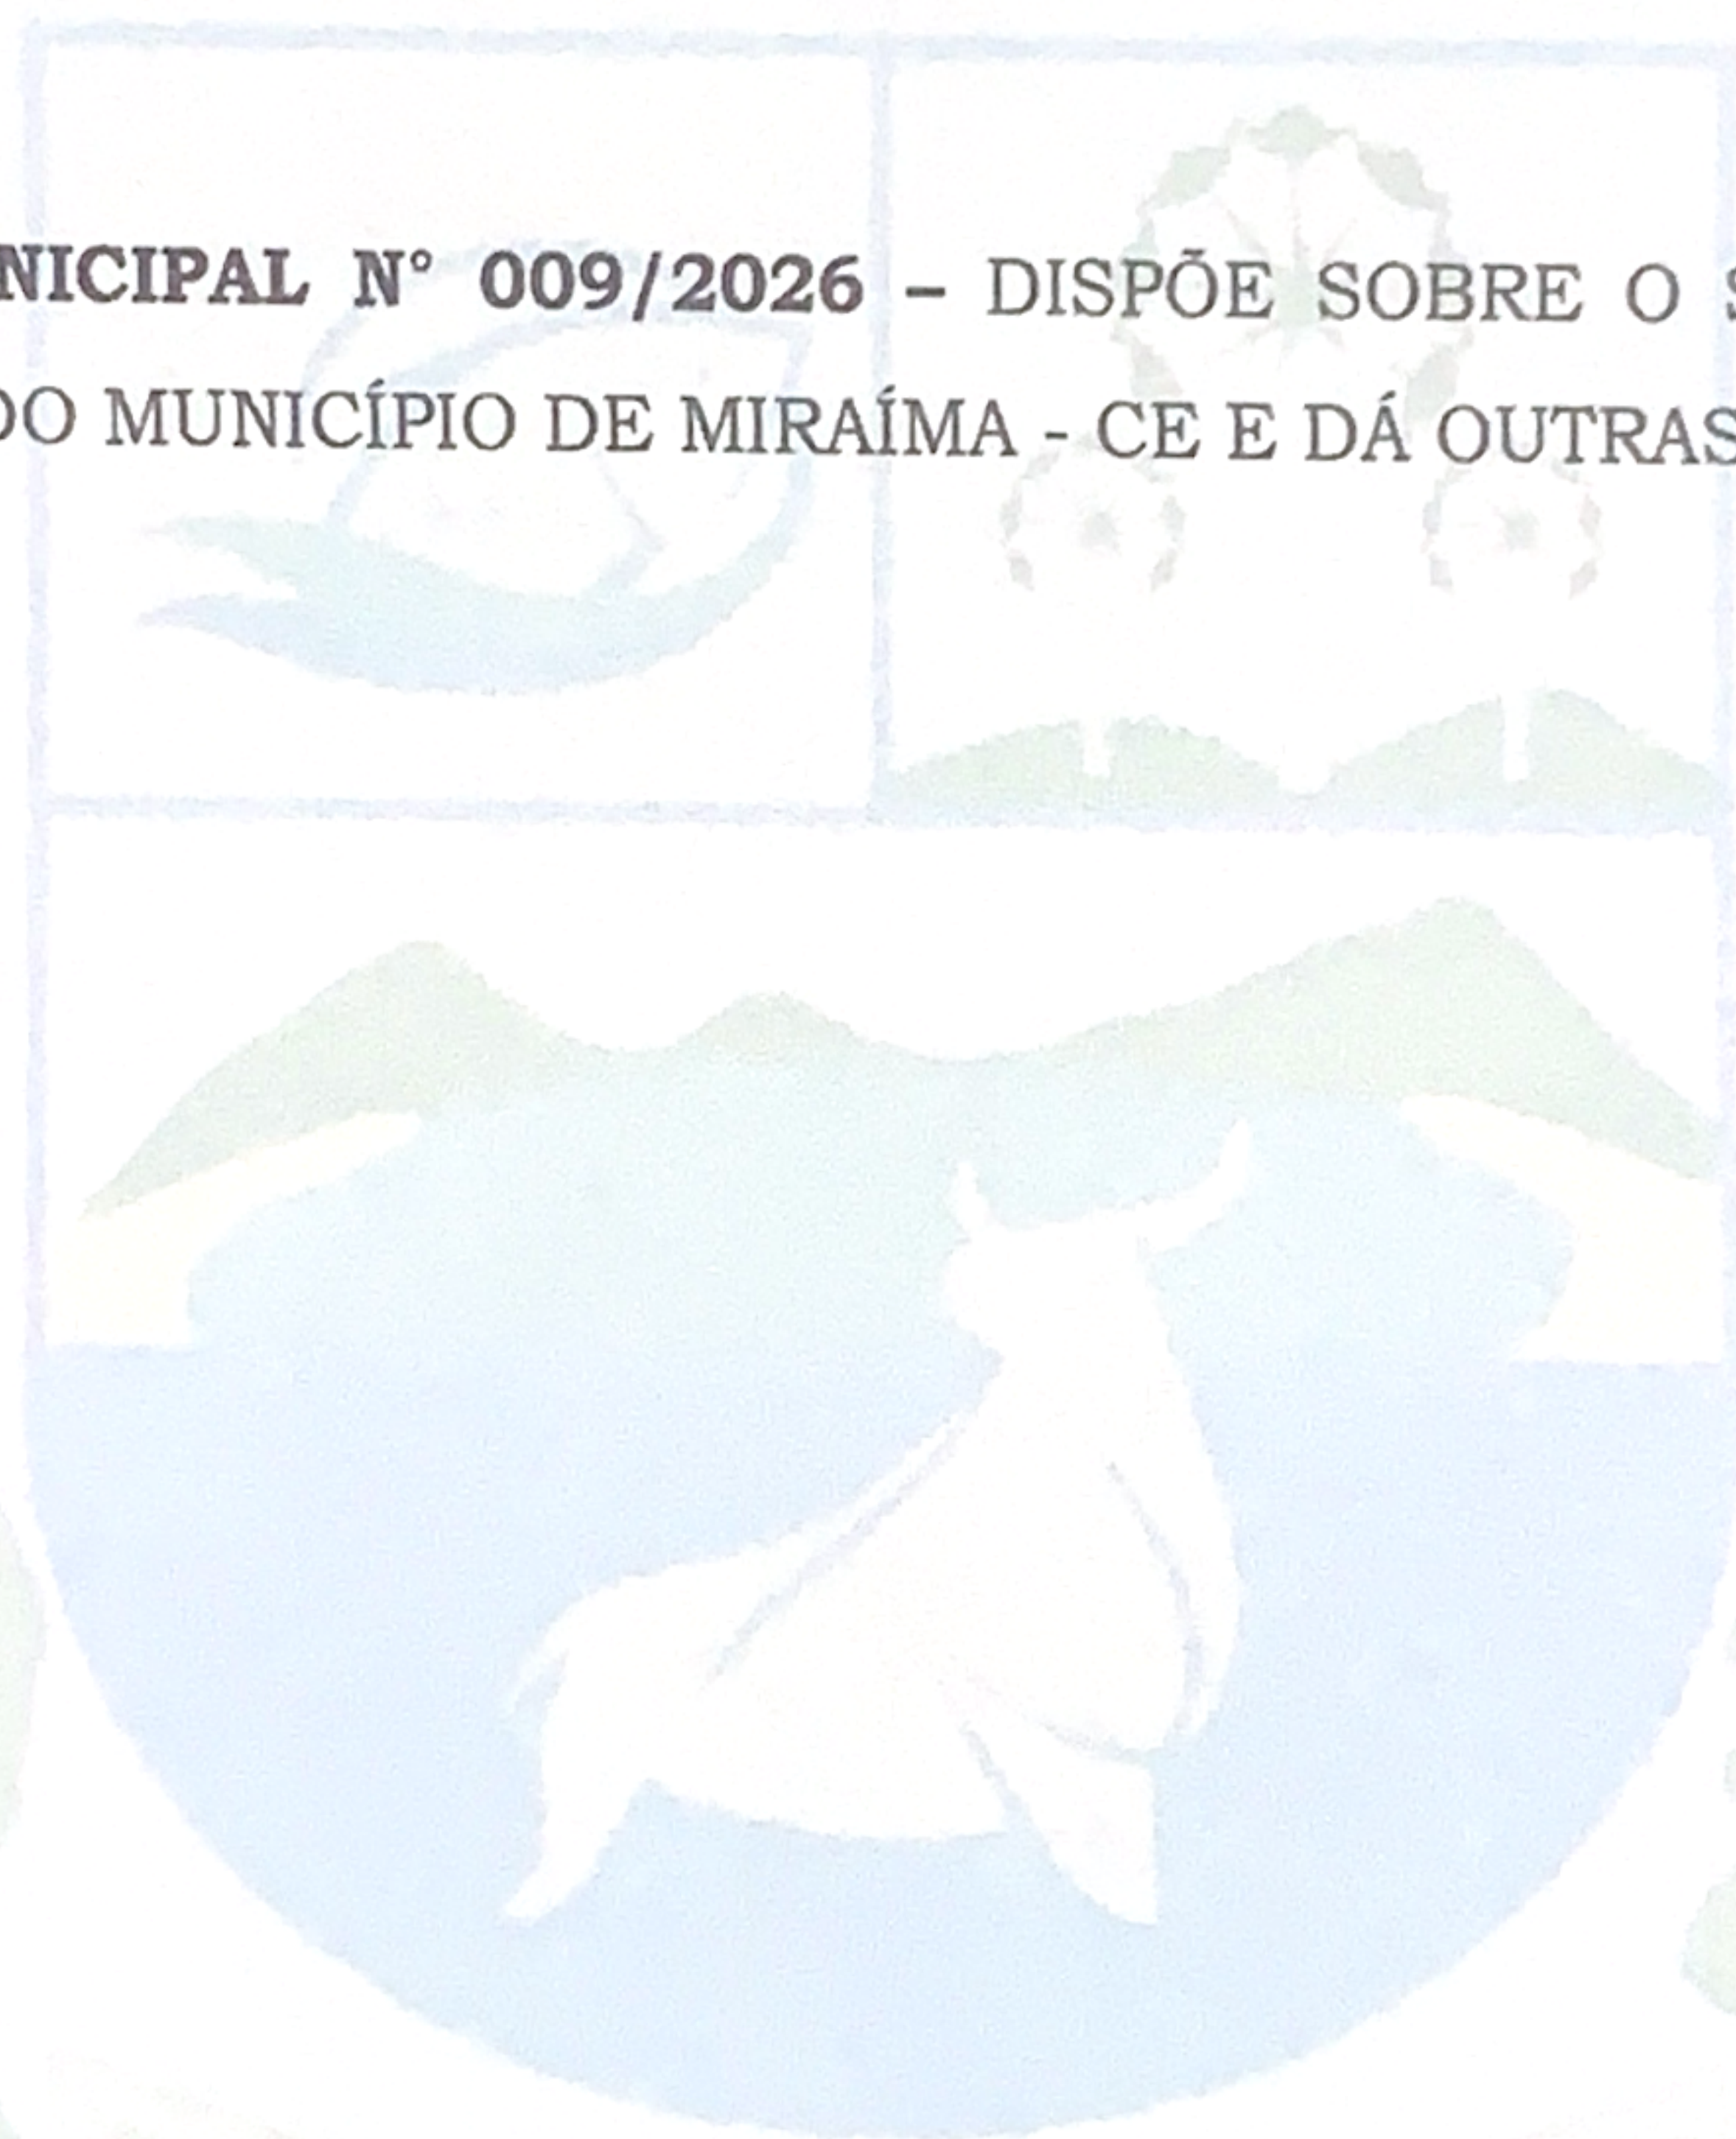 NICIPAL N° 009/2026 – DISPÕE SOBRE O
DO MUNICÍPIO DE MIRAÍMA - CE E DÁ OUTRAS